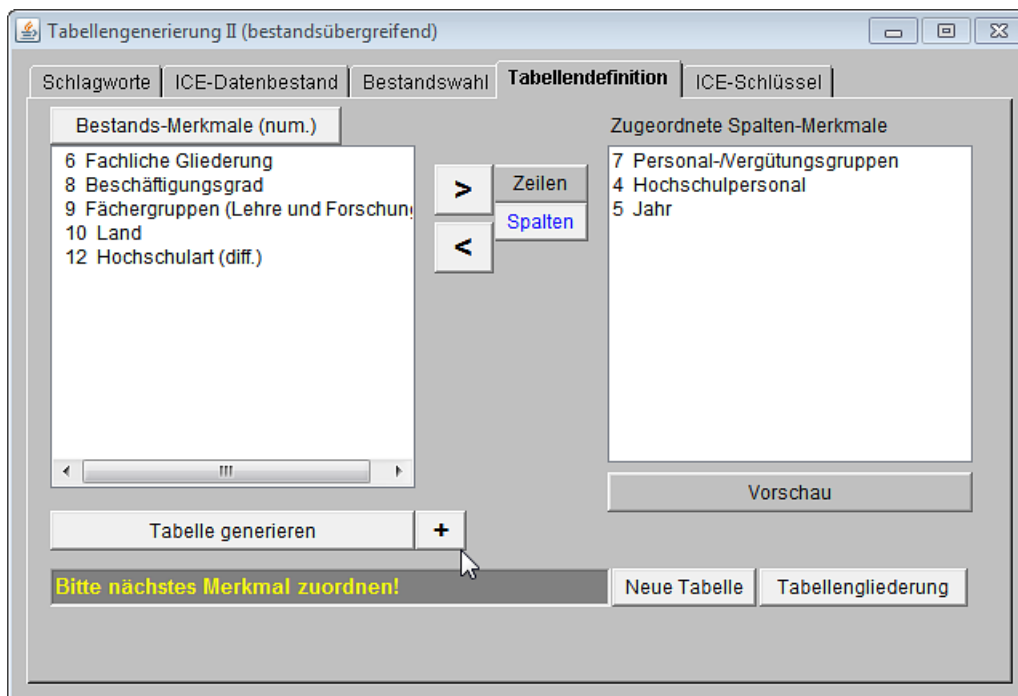 Tabellengenerierung II (bestandsübergreifend)
Schlagworte ICE-Datenbestand Bestandswahl Tabellendefinition ICE-Schlüssel
Bestands-Merkmale (num.)
Zugeordnete Spalten-Merkmale
6 Fachliche Gliederung
8 Beschäftigungsgrad
9 Fächergruppen (Lehre und Forschung
10 Land
12 Hochschulart (diff.)
>
<
Zeilen
Spalten
7 Personal-/Vergütungsgruppen
4 Hochschulpersonal
5 Jahr
Vorschau
Tabelle generieren +
Bitte nächstes Merkmal zuordnen!
Neue Tabelle Tabellengliederung